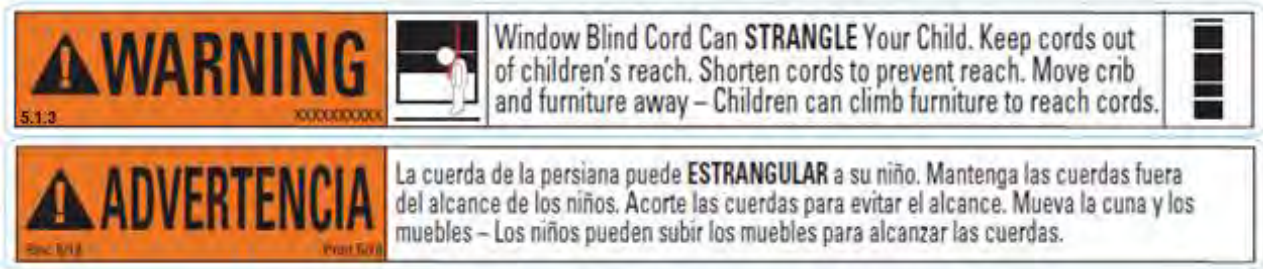 WARNING
5.1.3
XXXXXXXXXX
Window Blind Cord Can STRANGLE Your Child. Keep cords out
of children's reach. Shorten cords to prevent reach. Move crib
and furniture away – Children can climb furniture to reach cords.
ADVERTENCIA
La cuerda de la persiana puede ESTRANGULAR a su niño. Mantenga las cuerdas fuera
del alcance de los niños. Acorte las cuerdas para evitar el alcance. Mueva la cuna y los
muebles – Los niños pueden subir los muebles para alcanzar las cuerdas.